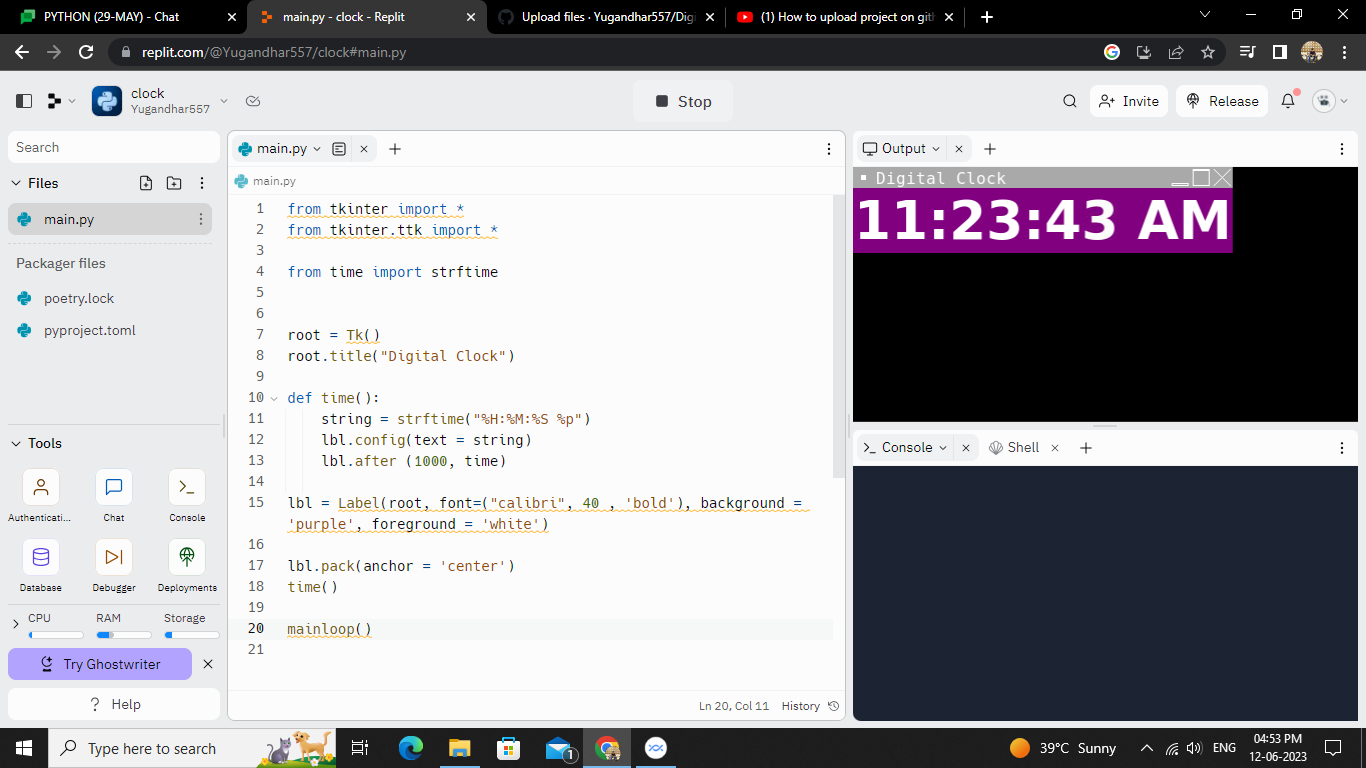 PYTHON (29-MAY) - Chat
main.py - clock - Replit
Upload files · Yugandhar557/Digi
(1) How to upload project on gith
replit.com/@Yugandhar557/clock#main.py
clock
Yugandhar557
Stop
Invite
Release
Search
Files
main.py
Packager files
poetry.lock
pyproject.toml
Tools
Authenticati...
Chat
Console
Database
Debugger
Deployments
CPU
RAM
Storage
Try Ghostwriter
? Help
main.py
main.py
1 from tkinter import *
2 from tkinter.ttk import *
3
4 from time import strftime
5
6
7 root = Tk()
8 root.title("Digital Clock")
9
10 def time():
11 string = strftime("%H:%M:%S %p")
12 lbl.config(text = string)
13 lbl.after (1000, time)
14
15 lbl = Label(root, font=("calibri", 40 , 'bold'), background =
'purple', foreground = 'white')
16
17 lbl.pack(anchor = 'center')
18 time()
19
20 mainloop()
21
Ln 20, Col 11 History
Output
Digital Clock
11:23:43 AM
Console
Shell
Type here to search
1
39°C Sunny
ENG
04:53 PM
12-06-2023